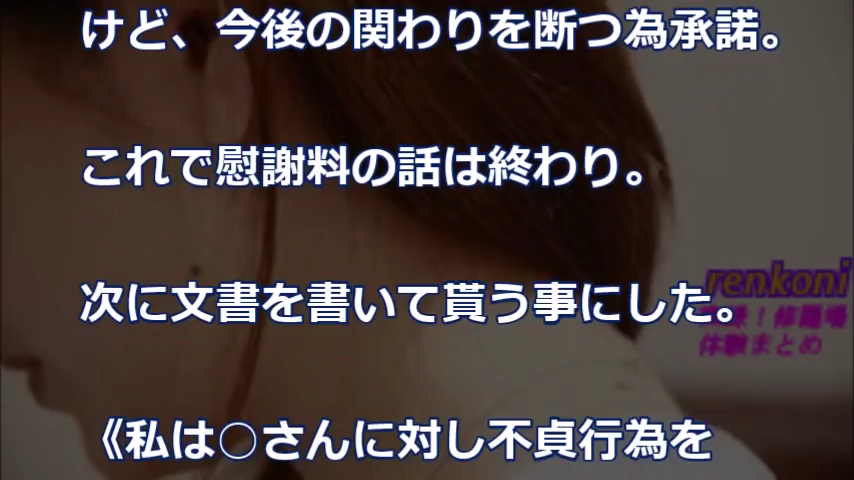 けど、今後の関わりを断つ為承諾。
これで慰謝料の話は終わり。
次に文書を書いて貰う事にした。
《私は○さんに対し不貞行為を
renkoni
！修羅場
体験まとめ